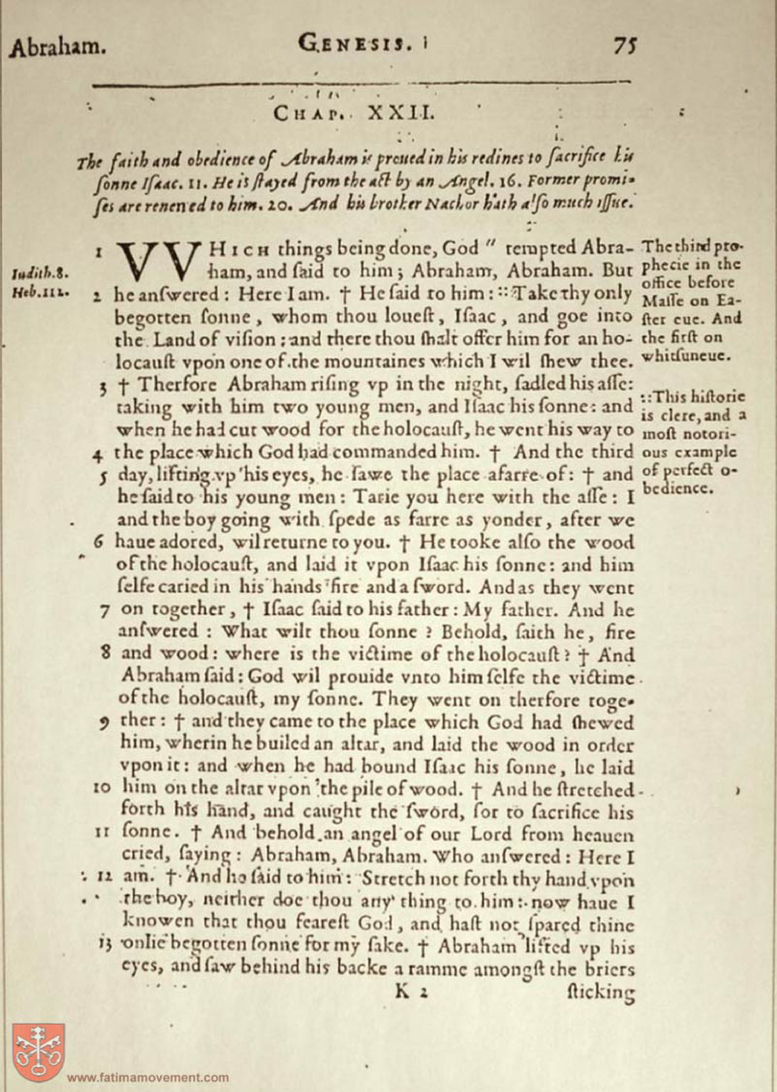 Abraham. GENESIS. 75
CHAP. XXII.
The faith and obedience of Abraham is proued in his redines to ſacrifice his
ſonne Iſaac. 11. He is ſtayed from the act by an Angel. 16. Former promi-
ſes are renewed to him. 20. And his brother Nachor hath alſo much iſſue.
1 VVHICH things being done, God " tempted Abra-
ham, and ſaid to him; Abraham, Abraham. But
2 he anſwered: Here I am. † He ſaid to him: :: Take thy only
begotten ſonne, whom thou loueſt, Iſaac, and goe into
the Land of viſion: and there thou ſhalt offer him for an ho-
locauſt vpon one of the mountaines which I wil ſhew thee.
3 † Therfore Abraham riſing vp in the night, ſadled his aſſe:
taking with him two young men, and Iſaac his ſonne: and
when he had cut wood for the holocauſt, he went his way to
4 the place which God had commanded him. † And the third
5 day, lifting vp his eyes, he ſawe the place afarre of: † and
he ſaid to his young men: Tarie you here with the aſſe: I
and the boy going with ſpede as farre as yonder, after we
6 haue adored, wil returne to you. † He tooke alſo the wood
of the holocauſt, and laid it vpon Iſaac his ſonne: and him
ſelfe caried in his hands fire and a ſword. And as they went
7 on together, † Iſaac ſaid to his father: My father. And he
anſwered: What wilt thou ſonne? Behold, ſaith he, fire
8 and wood: where is the victime of the holocauſt? † And
Abraham ſaid: God wil prouide vnto him ſelfe the victime
of the holocauſt, my ſonne. They went on therfore toge-
9 ther: † and they came to the place which God had ſhewed
him, wherin he builed an altar, and laid the wood in order
vpon it: and when he had bound Iſaac his ſonne, he laid
10 him on the altar vpon the pile of wood. † And he ſtretched
forth his hand, and caught the ſword, for to ſacrifice his
11 ſonne. † And behold an angel of our Lord from heauen
cried, ſaying: Abraham, Abraham. Who anſwered: Here I
12 am. † And he ſaid to him: Stretch not forth thy hand vpon
the boy, neither doe thou any thing to him: now haue I
knowen that thou feareſt God, and haſt not ſpared thine
13 onlie begotten ſonne for my ſake. † Abraham lifted vp his
eyes, and ſaw behind his backe a ramme amongſt the briers
K 2 ſticking
Iudith.8.
Heb.11.
The third pro-
phecie in the
office before
Maſſe on Ea-
ſter eue. And
the firſt on
whitſuneue.
::This hiſtorie
is clere, and a
moſt notori-
ous example
of perfect o-
bedience.
www.fatimamovement.com